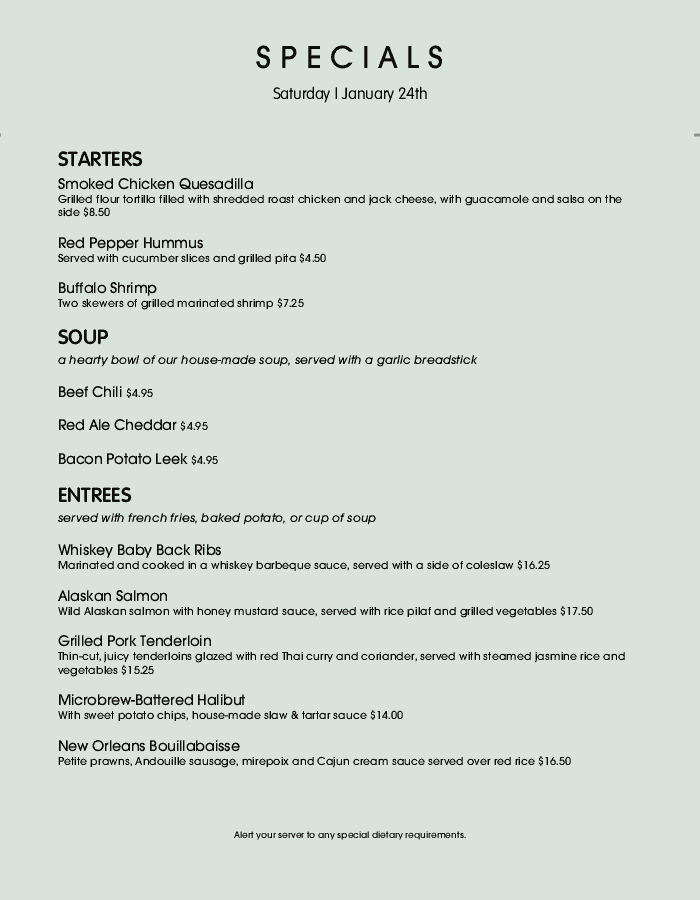 SPECIALS
Saturday | January 24th
STARTERS
Smoked Chicken Quesadilla
Grilled flour tortilla filled with shredded roast chicken and jack cheese, with guacamole and salsa on the
side $8.50
Red Pepper Hummus
Served with cucumber slices and grilled pita $4.50
Buffalo Shrimp
Two skewers of grilled marinated shrimp $7.25
SOUP
a hearty bowl of our house-made soup, served with a garlic breadstick
Beef Chili $4.95
Red Ale Cheddar $4.95
Bacon Potato Leek $4.95
ENTREES
served with french fries, baked potato, or cup of soup
Whiskey Baby Back Ribs
Marinated and cooked in a whiskey barbeque sauce, served with a side of coleslaw $16.25
Alaskan Salmon
Wild Alaskan salmon with honey mustard sauce, served with rice pilaf and grilled vegetables $17.50
Grilled Pork Tenderloin
Thin-cut, juicy tenderloins glazed with red Thai curry and coriander, served with steamed jasmine rice and
vegetables $15.25
Microbrew-Battered Halibut
With sweet potato chips, house-made slaw & tartar sauce $14.00
New Orleans Bouillabaisse
Petite prawns, Andouille sausage, mirepoix and Cajun cream sauce served over red rice $16.50
Alert your server to any special dietary requirements.